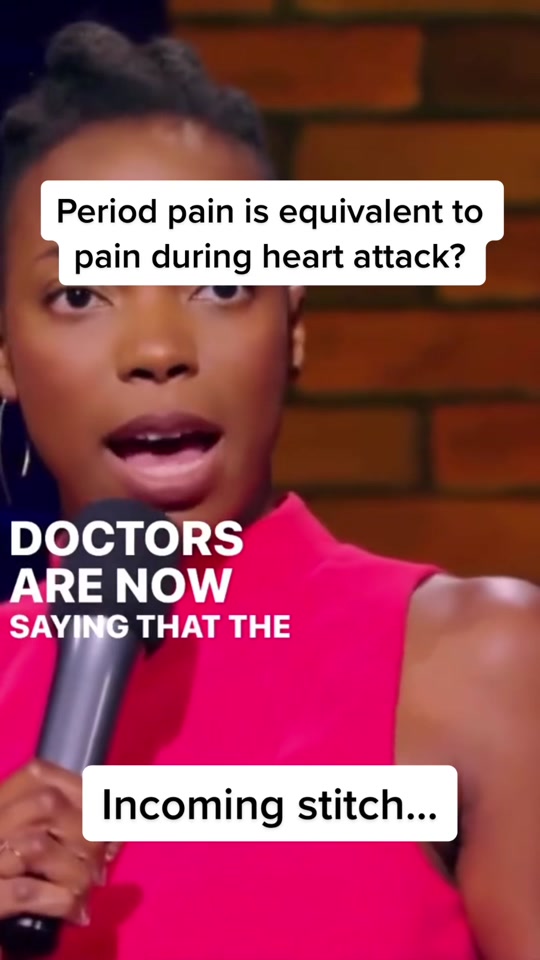 Period pain is equivalent to
pain during heart attack?
DOCTORS
ARE NOW
SAYING THAT THE
Incoming stitch...